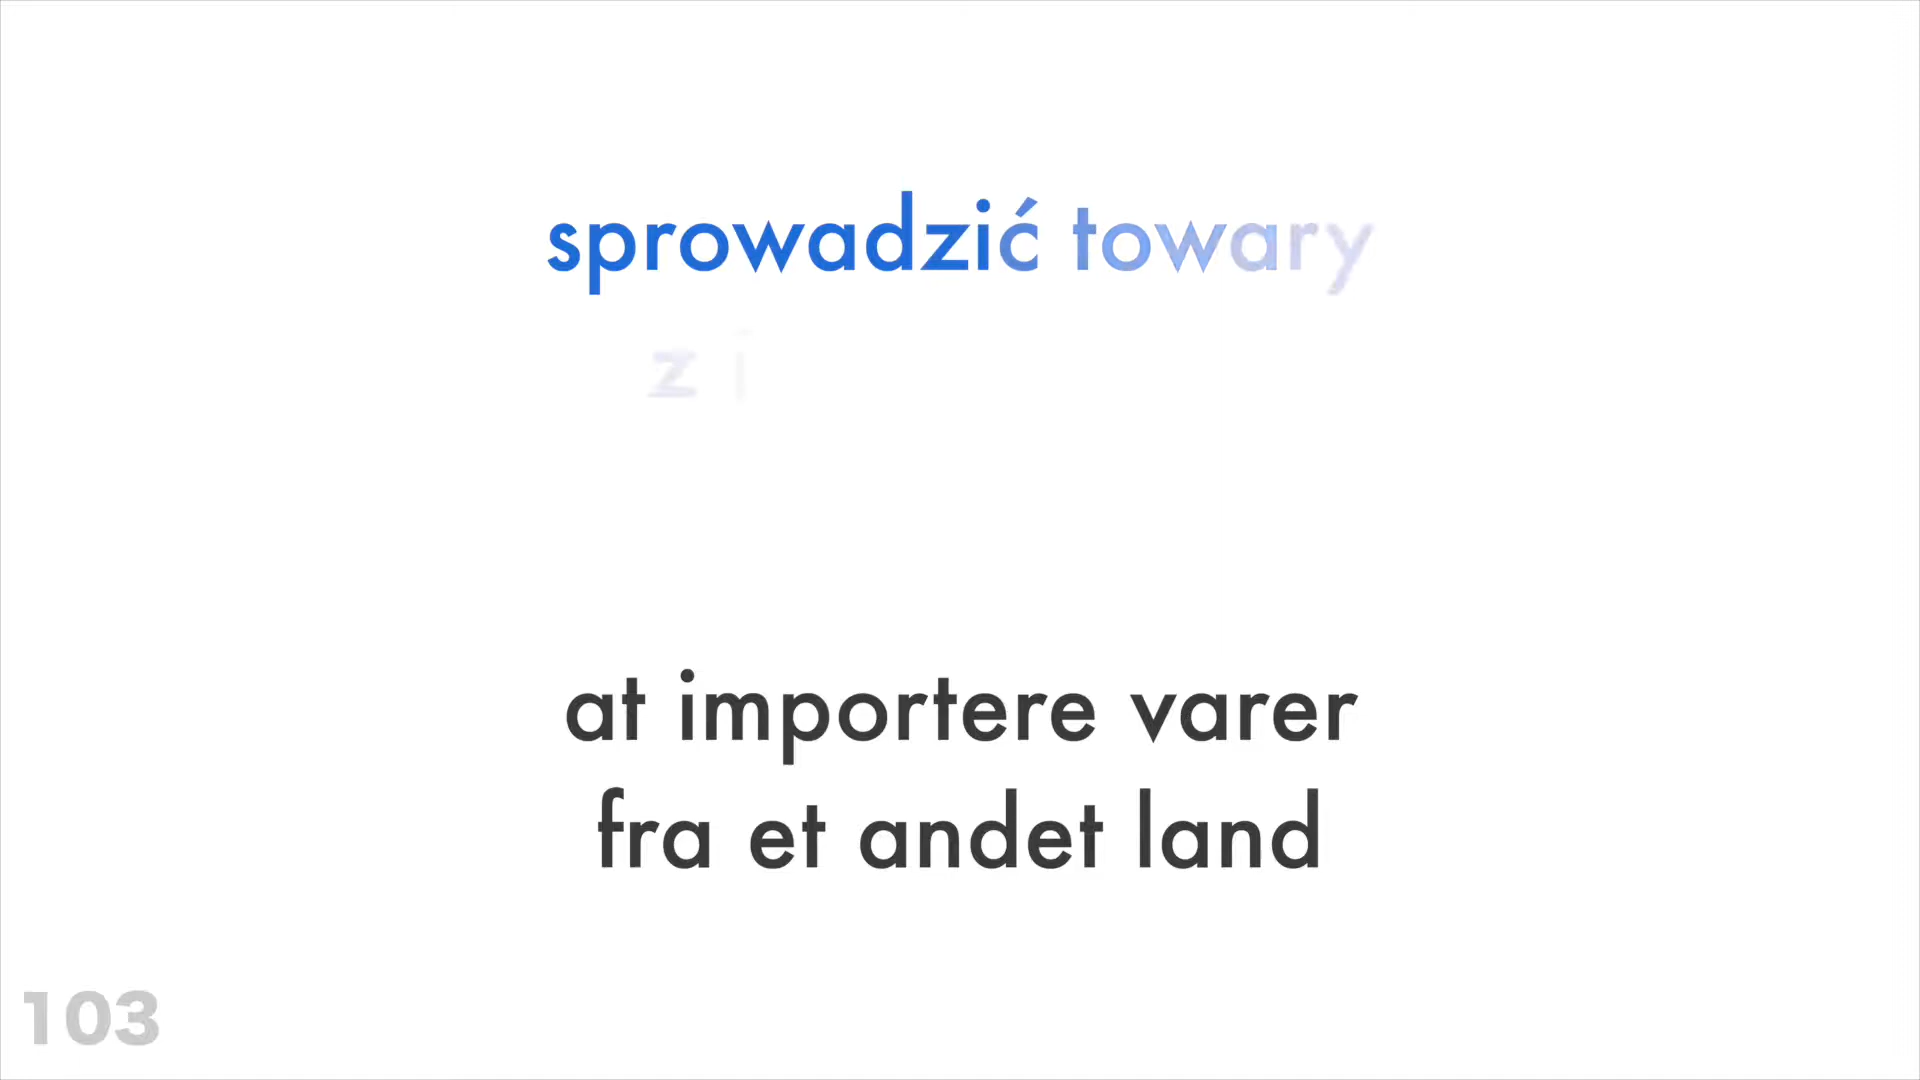 sprowadzić towary
z
at importere varer
fra et andet land
103